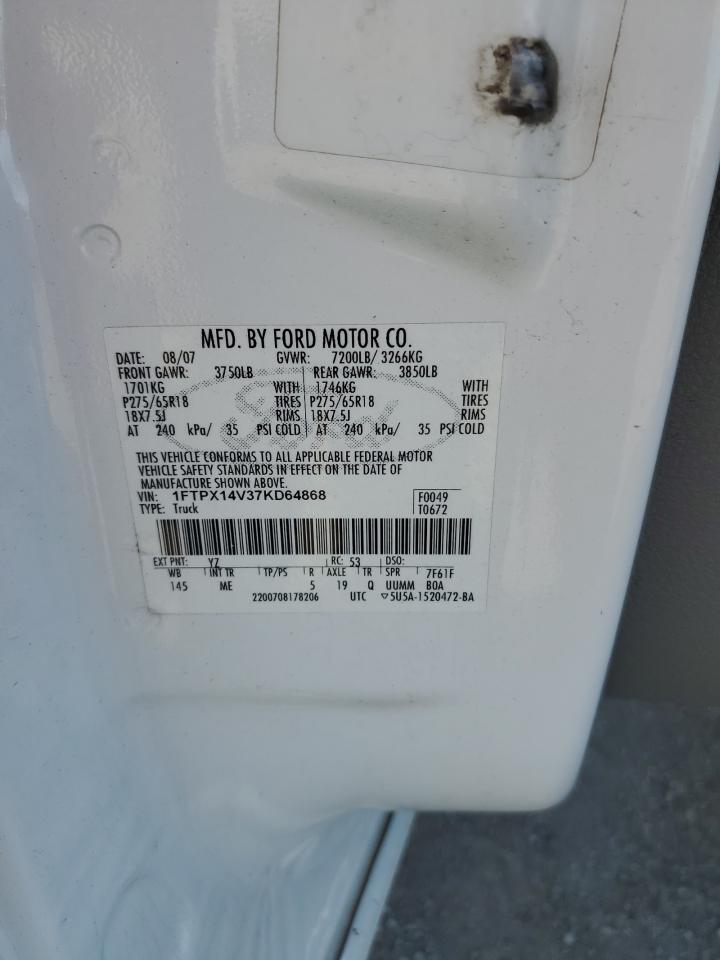 MFD. BY FORD MOTOR CO.
DATE: 08/07 GVWR: 7200LB/ 3266KG
FRONT GAWR: 3750LB REAR GAWR: 3850LB
1701KG WITH 1746KG WITH
P275/65R18 TIRES P275/65R18 TIRES
18X7.5J RIMS 18X7.5J RIMS
AT 240 kPa/ 35 PSI COLD AT 240 kPa/ 35 PSI COLD
Ford
THIS VEHICLE CONFORMS TO ALL APPLICABLE FEDERAL MOTOR
VEHICLE SAFETY STANDARDS IN EFFECT ON THE DATE OF
MANUFACTURE SHOWN ABOVE.
VIN: 1FTPX14V37KD64868 F0049
TYPE: Truck T0672
EXT PNT: YZ RC: 53 DSO:
WB INT TR TP/PS R AXLE TR SPR 7F61F
145 ME 5 19 Q UUMM BOA
2200708178206 UTC ▽5U5A-1520472-BA